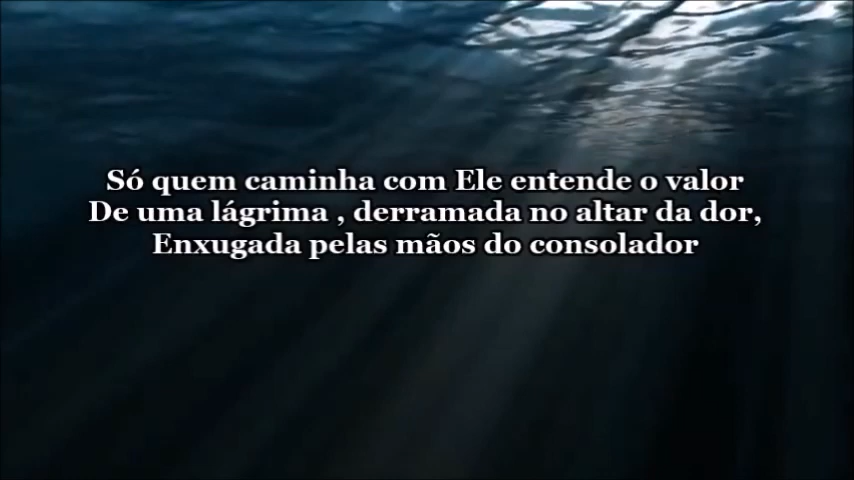 Só quem caminha com Ele entende o valor
De uma lágrima , derramada no altar da dor,
Enxugada pelas mãos do consolador